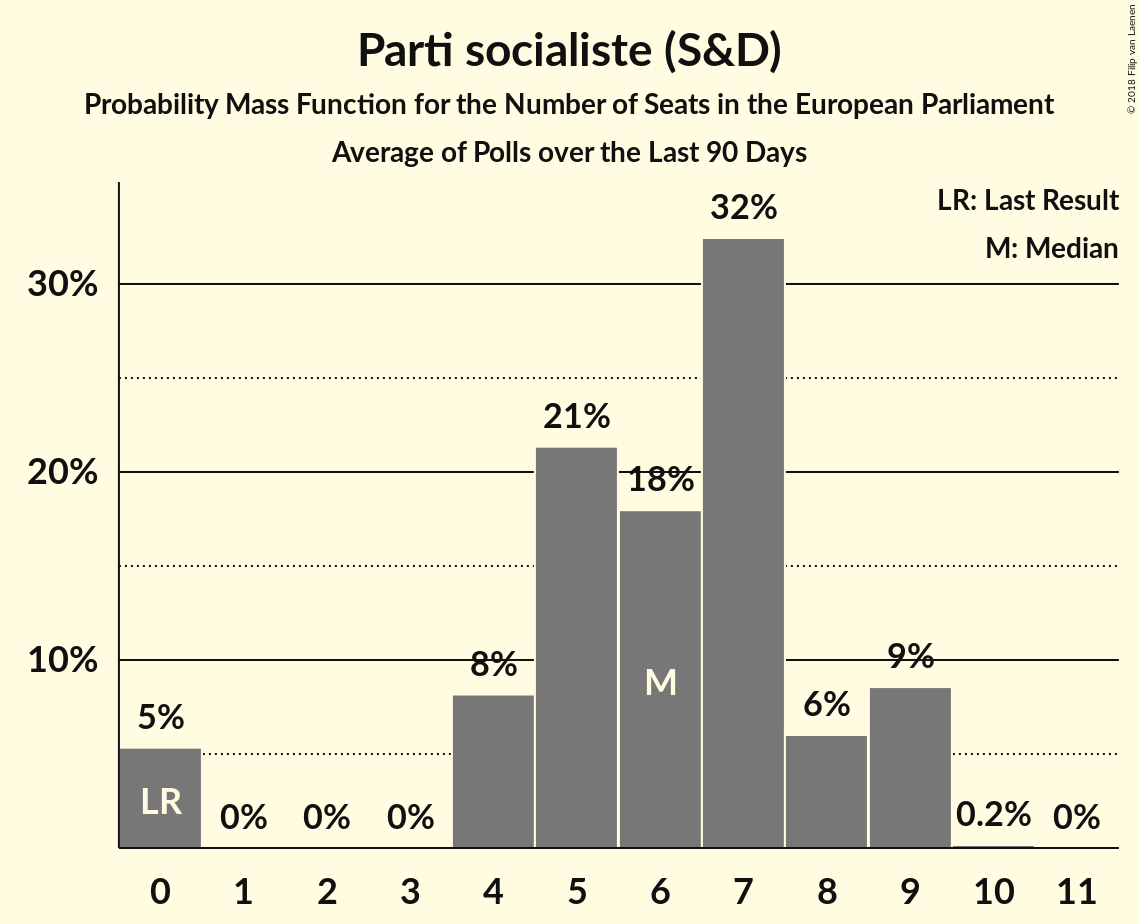 Parti socialiste (S&D)
Probability Mass Function for the Number of Seats in the European Parliament
Average of Polls over the Last 90 Days
© 2018 Filip van Laenen
LR: Last Result
M: Median
32%
30%
21%
20%
18%
10%
8%
9%
M
6%
5%
LR
0%
0%
0%
0.2%
0%
0 1 2 3 4 5 6 7 8 9 10 11